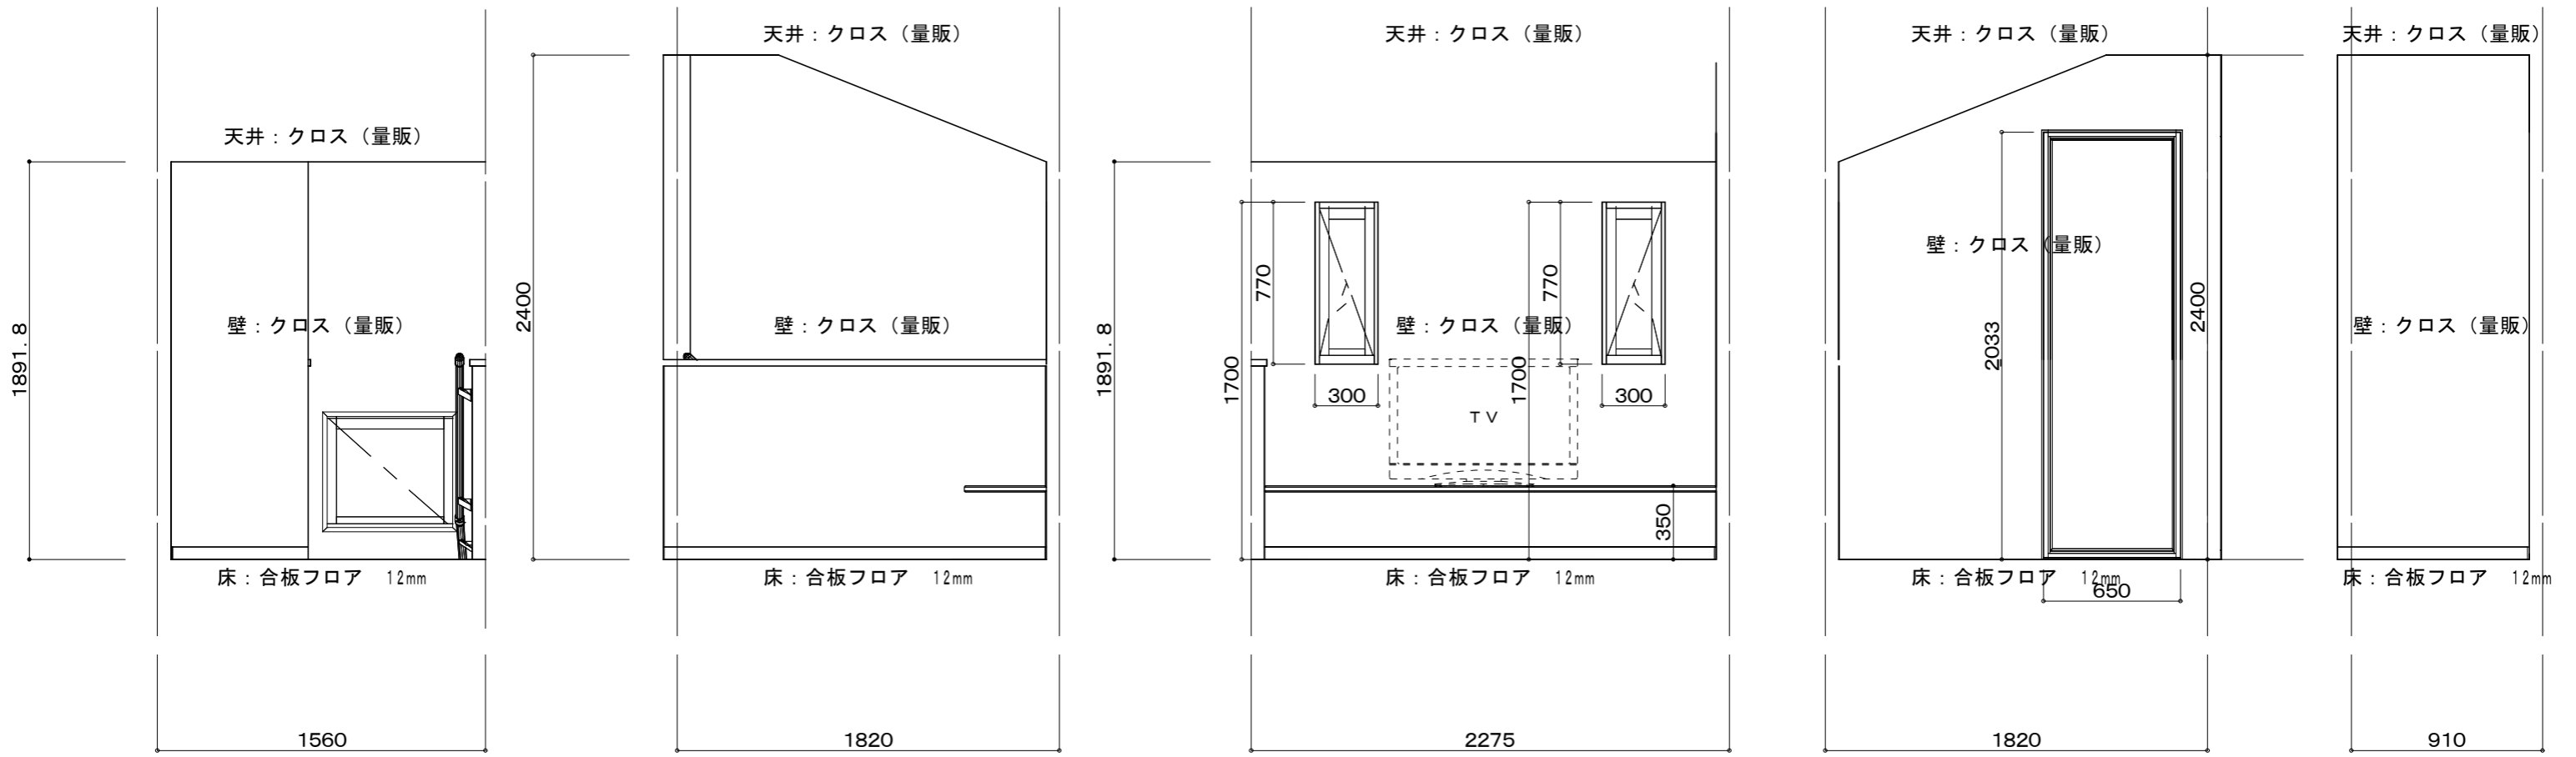 天井：クロス（量販）
1891.8
壁：クロス（量販）
床：合板フロア　12mm
1560
天井：クロス（量販）
2400
壁：クロス（量販）
床：合板フロア　12mm
1820
天井：クロス（量販）
1891.8
1700
770
300
壁：クロス（量販）
TV
1700
770
300
350
床：合板フロア　12mm
2275
天井：クロス（量販）
壁：クロス（量販）
2033
2400
床：合板フロア　12mm
650
1820
天井：クロス（量販）
壁：クロス（量販）
床：合板フロア　12mm
910